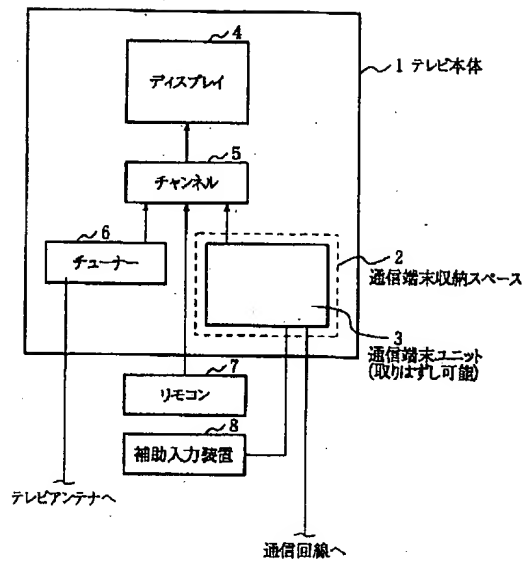 4
ディスプレイ
1 テレビ本体
5
チャンネル
6
チューナー
2
通信端末収納スペース
3
通信端末ユニット
(取りはずし可能)
7
リモコン
8
補助入力装置
テレビアンテナへ
通信回線へ